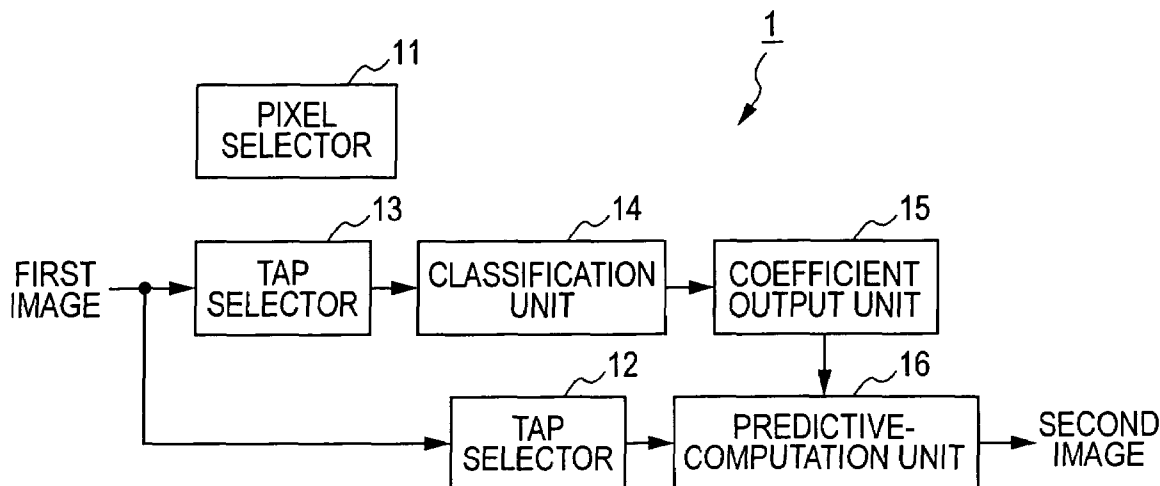 1
11
PIXEL
SELECTOR
13
14
15
FIRST
IMAGE
TAP
SELECTOR
CLASSIFICATION
UNIT
COEFFICIENT
OUTPUT UNIT
12
16
TAP
SELECTOR
PREDICTIVE-
COMPUTATION UNIT
SECOND
IMAGE